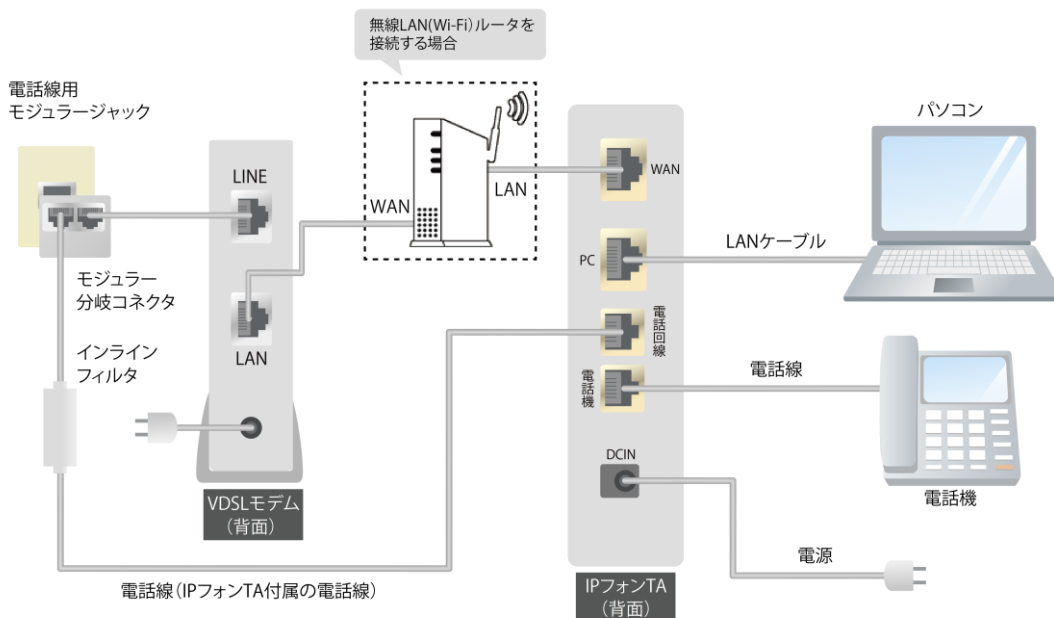 無線LAN(Wi-Fi)ルータを
接続する場合
電話線用
モジュラージャック
パソコン
LINE
WAN
LAN
WAN
LANケーブル
PC
モジュラー
分岐コネクタ
電話回線
LAN
インライン
フィルタ
電話機
電話線
DCIN
電話機
VDSLモデム
(背面)
電源
電話線(IPフォンTA付属の電話線)
IPフォンTA
(背面)